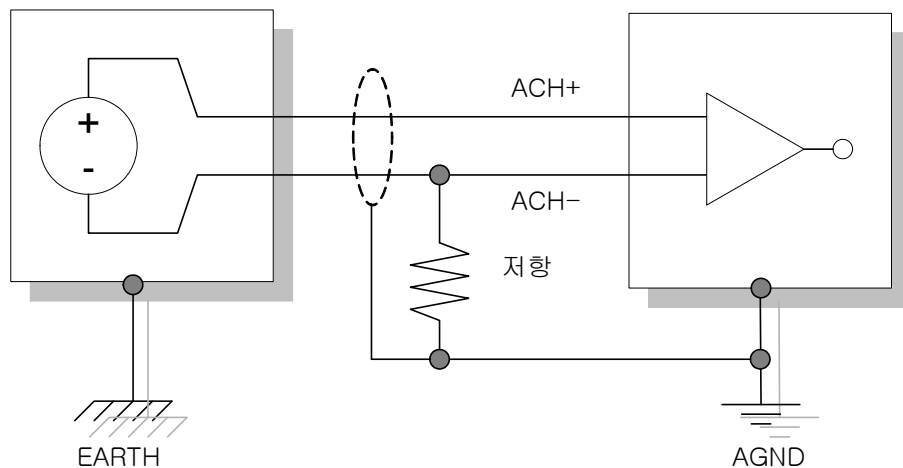 ACH+
+
-
ACH-
저항
EARTH
AGND